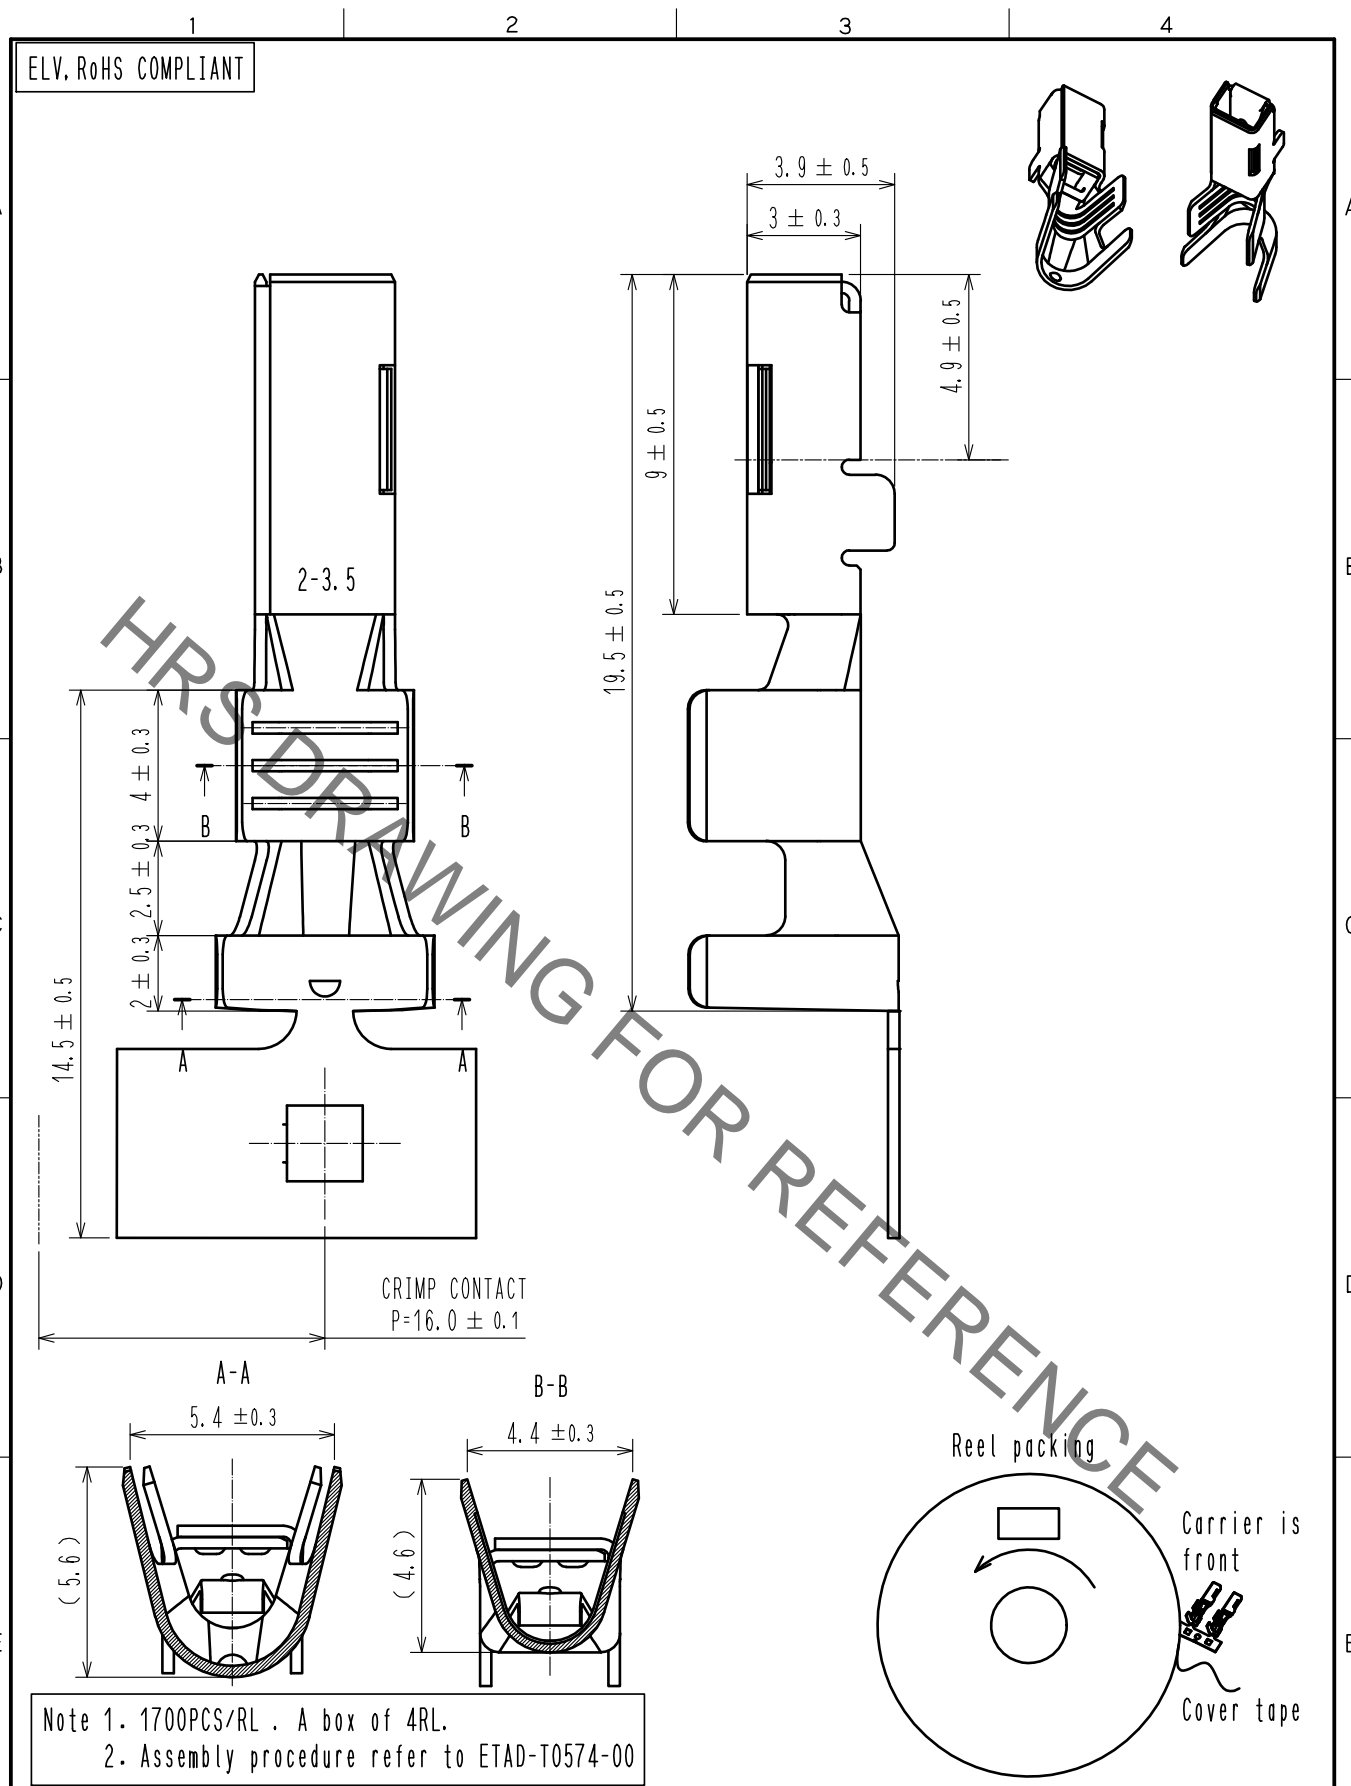 1 2 3 4
ELV, RoHS COMPLIANT
A
3.9 ± 0.5
3 ± 0.3
4.9 ± 0.5
9 ± 0.5
19.5 ± 0.5
2-3.5
B
4 ± 0.3
B B
2.5 ± 0.3
2 ± 0.3
C
14.5 ± 0.5
A A
HRS DRAWING FOR REFERENCE
CRIMP CONTACT
P=16.0 ± 0.1
D
A-A
5.4 ±0.3
(5.6)
B-B
4.4 ±0.3
(4.6)
Reel packing
Carrier is
front
Cover tape
E
Note 1. 1700PCS/RL . A box of 4RL.
2. Assembly procedure refer to ETAD-T0574-00